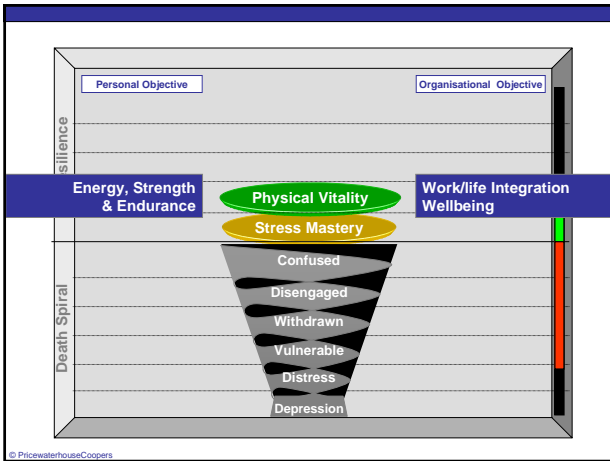 Personal Objective
Organisational Objective
silience
Energy, Strength
& Endurance
Physical Vitality
Work/life Integration
Wellbeing
Stress Mastery
Death Spiral
Confused
Disengaged
Withdrawn
Vulnerable
Distress
Depression
© PricewaterhouseCoopers